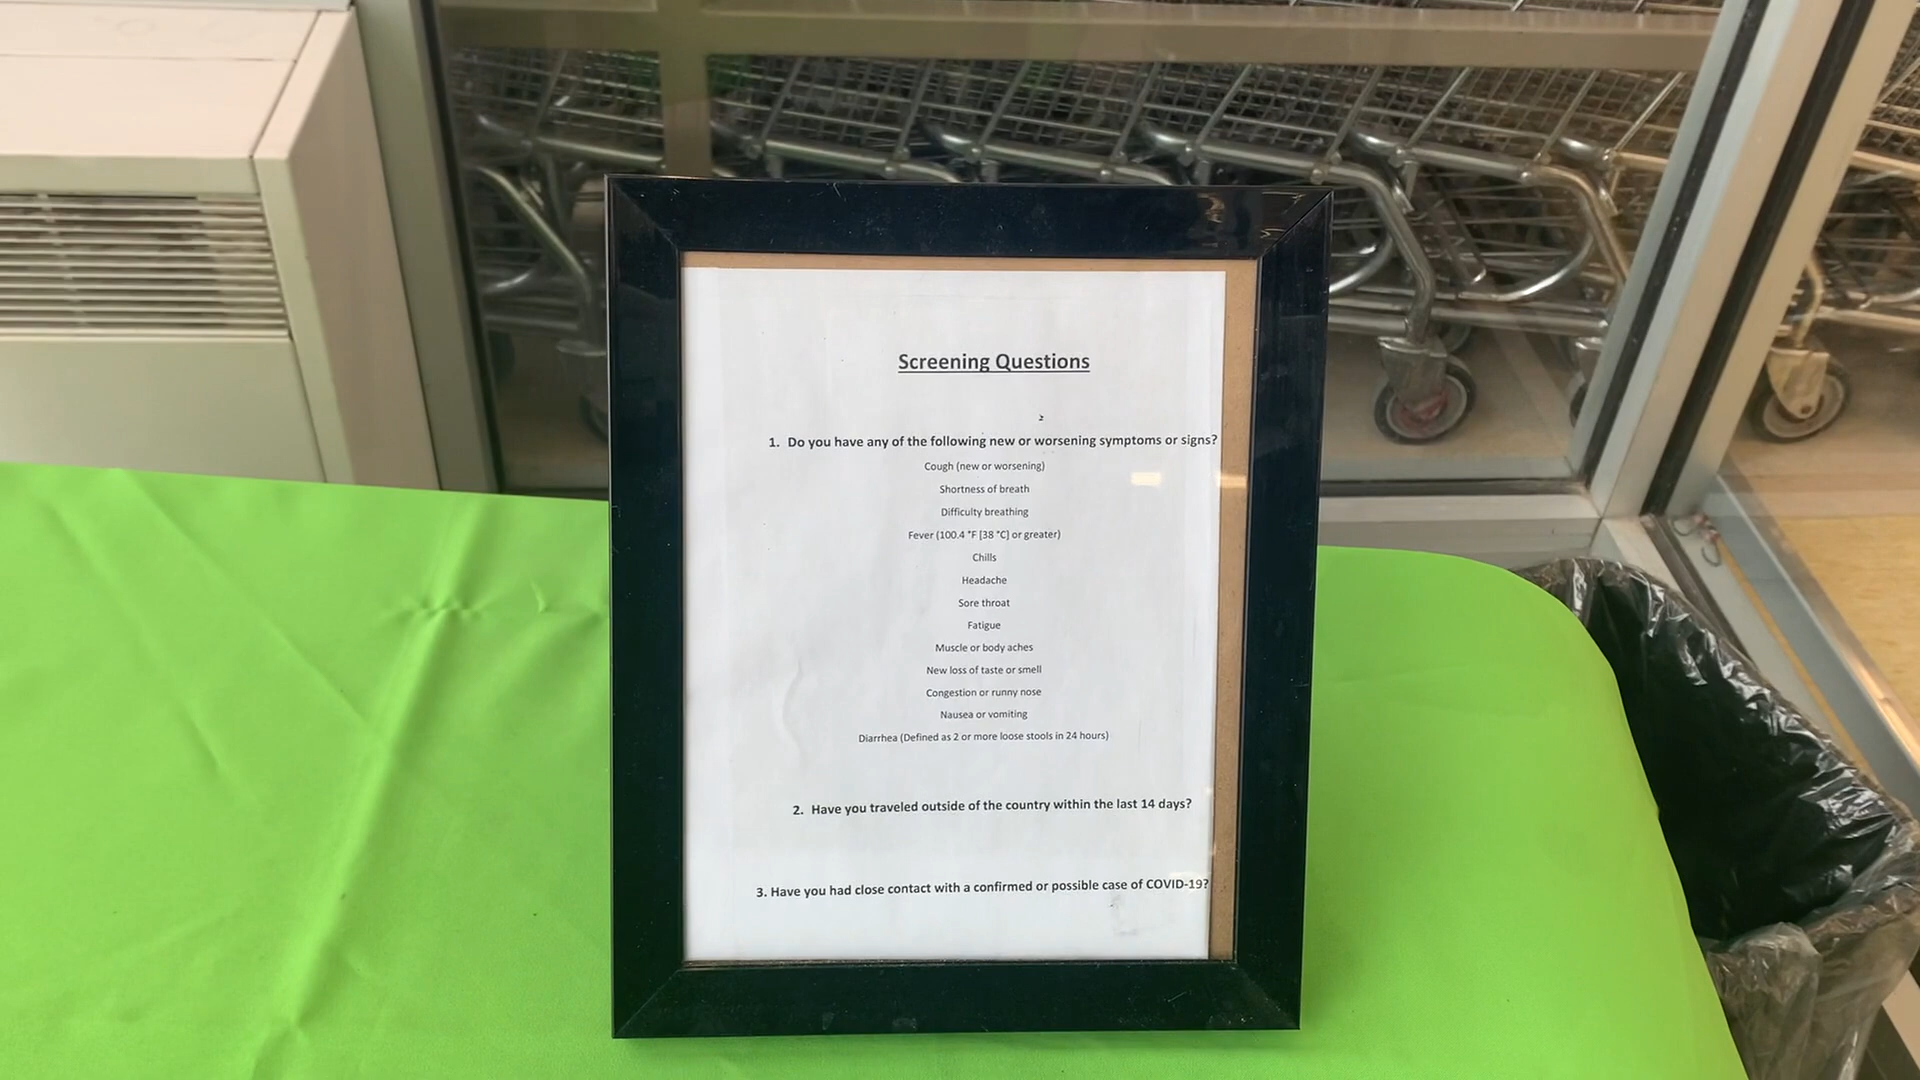 Screening Questions
1. Do you have any of the following new or worsening symptoms or signs?
Cough (new or worsening)
Shortness of breath
Difficulty breathing
Fever (100.4 °F [38 °C] or greater)
Chills
Headache
Sore throat
Fatigue
Muscle or body aches
New loss of taste or smell
Congestion or runny nose
Nausea or vomiting
Diarrhea (Defined as 2 or more loose stools in 24 hours)
2. Have you traveled outside of the country within the last 14 days?
3. Have you had close contact with a confirmed or possible case of COVID-19?